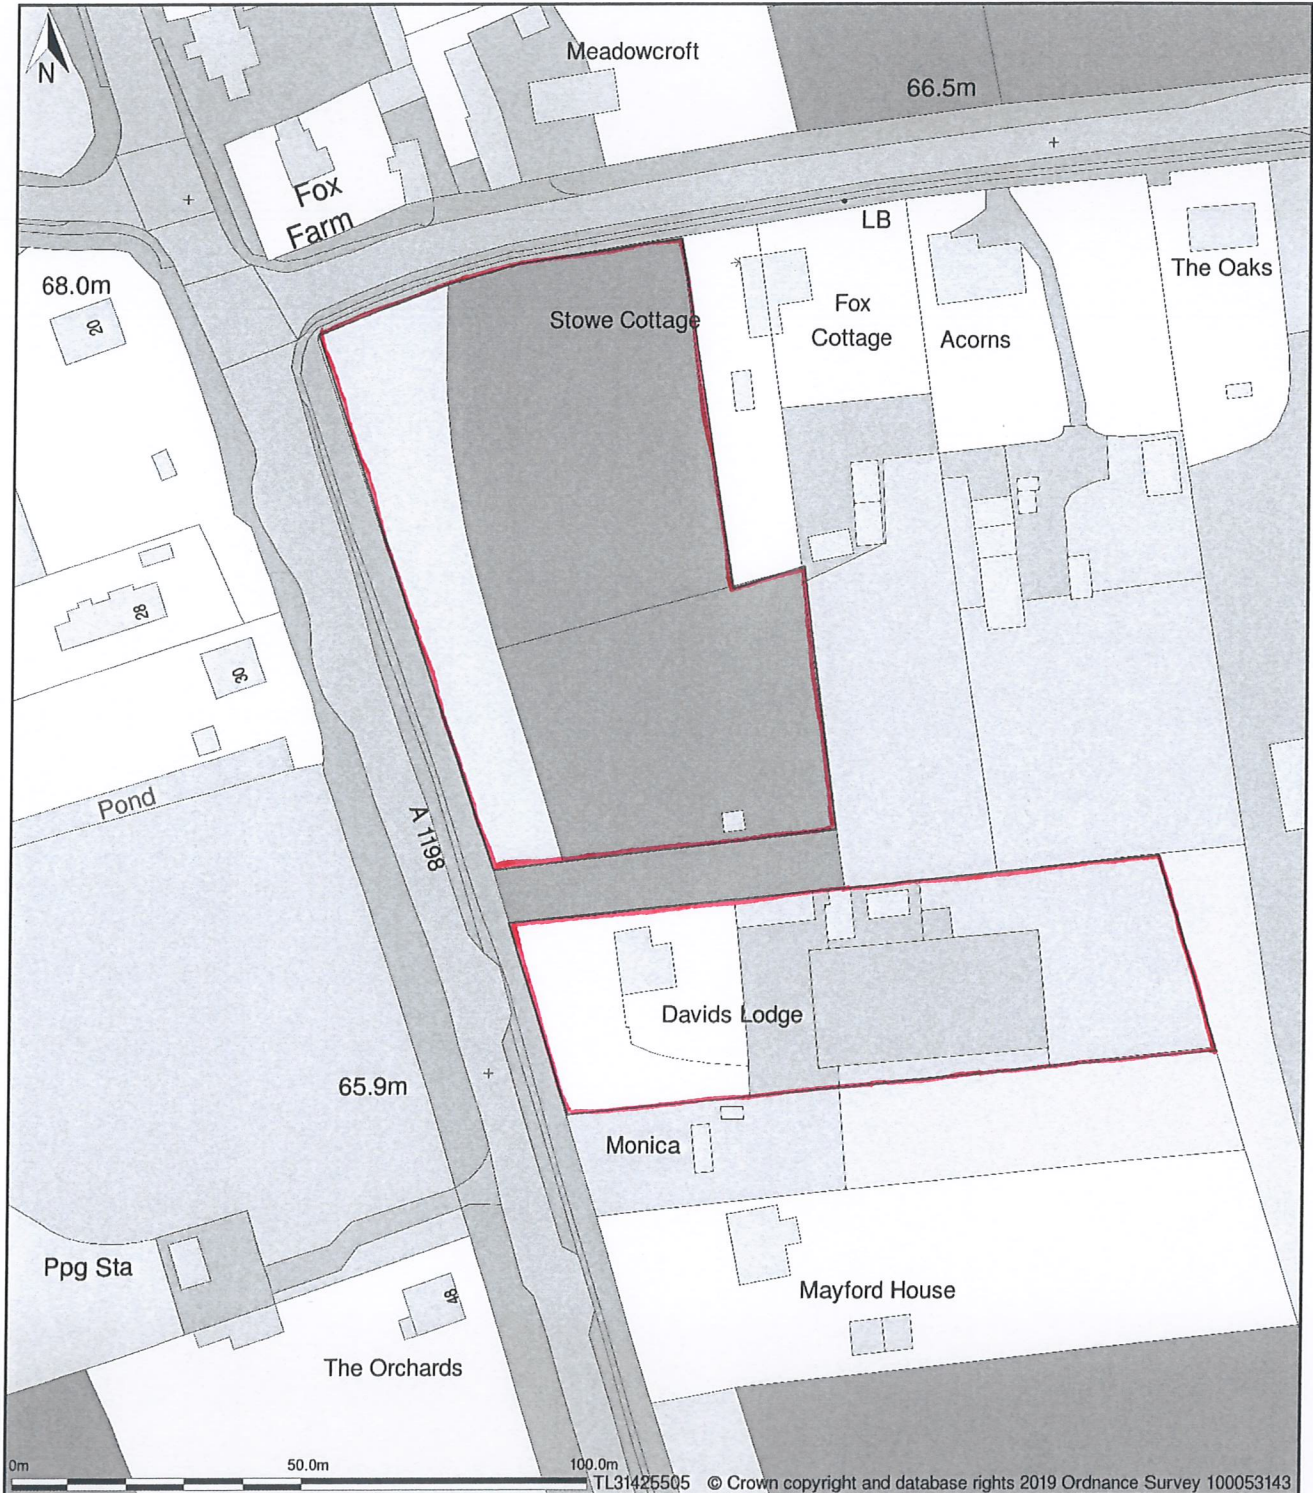 N
Meadowcroft
66.5m
Fox
Farm
LB
The Oaks
68.0m
20
Stowe Cottage
Fox
Cottage
Acorns
28
30
Pond
A 1198
Davids Lodge
65.9m
Monica
Ppg Sta
48
Mayford House
The Orchards
0m
50.0m
100.0m
TL31425505 © Crown copyright and database rights 2019 Ordnance Survey 100053143